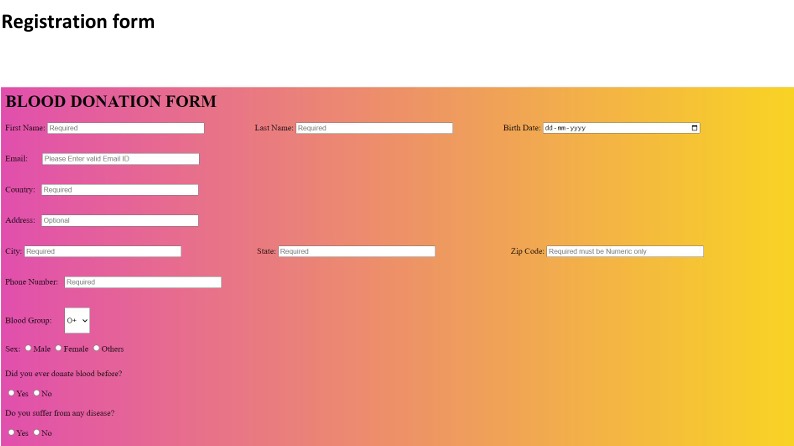 Registration form
BLOOD DONATION FORM
First Name: Required Last Name: Required Birth Date: dd-mm-yyyy
Email: Please Enter valid Email ID
Country: Required
Address: Optional
City: Required State: Required Zip Code: Required must be Numeric only
Phone Number: Required
Blood Group: O+
Sex: Male Female Others
Did you ever donate blood before?
Yes No
Do you suffer from any disease?
Yes No